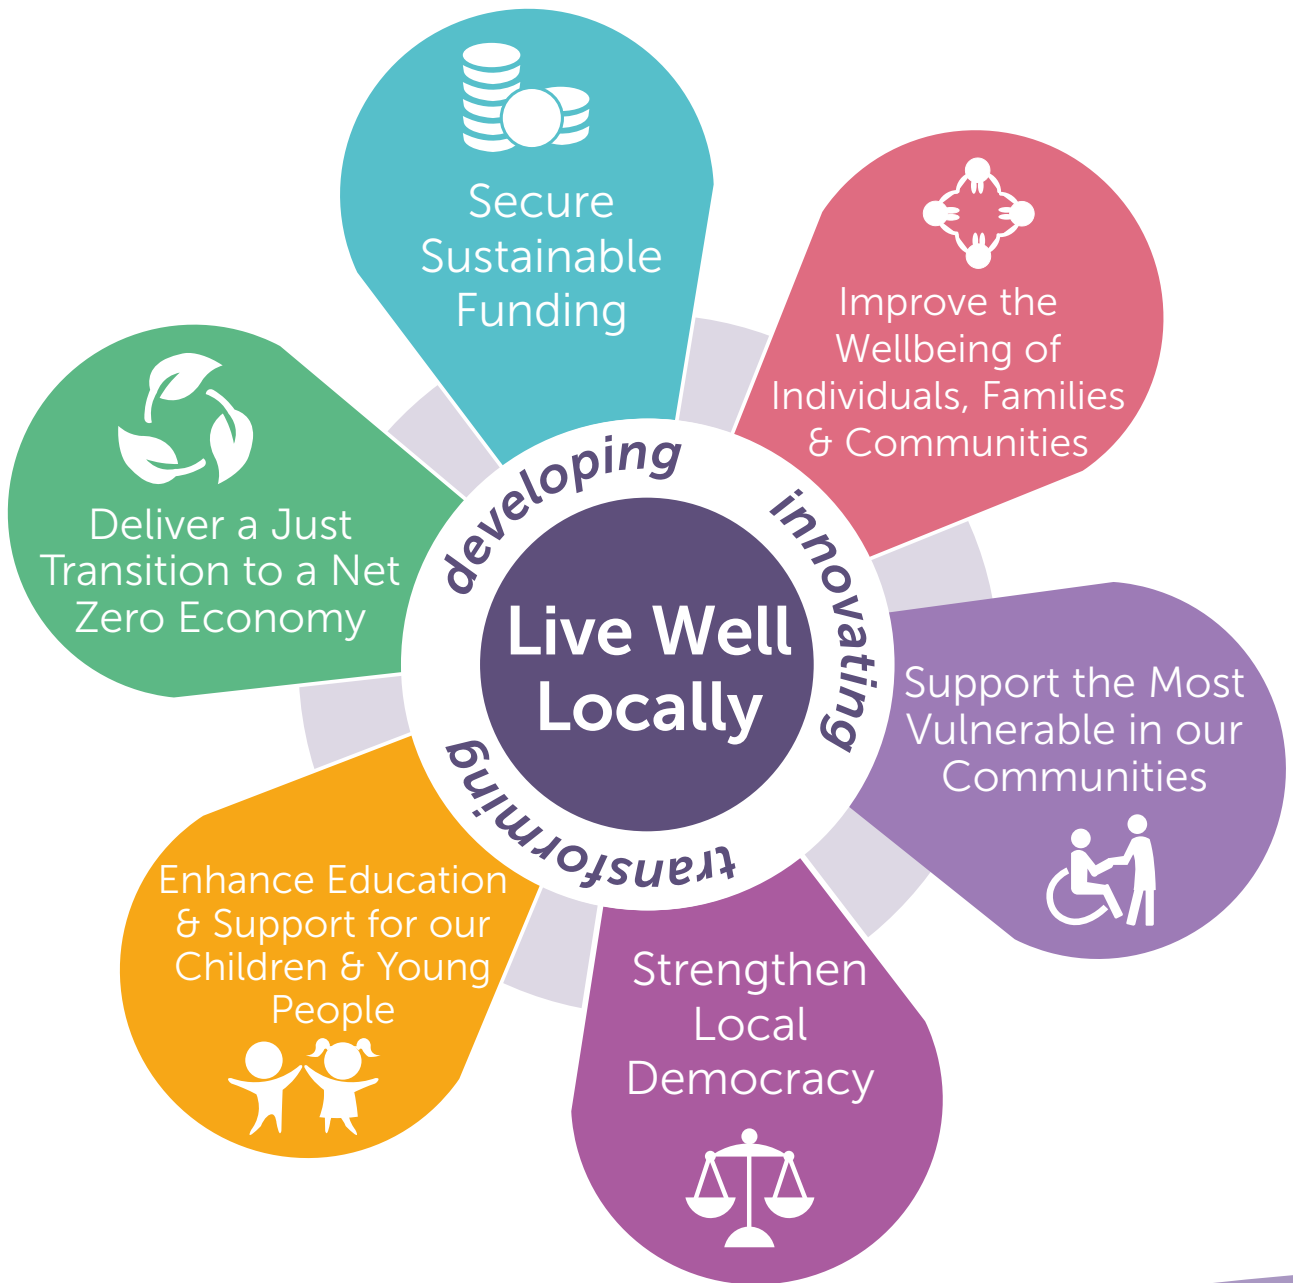 Secure
Sustainable
Funding
Improve the
Wellbeing of
Individuals, Families
& Communities
Support the Most
Vulnerable in our
Communities
Strengthen
Local
Democracy
Enhance Education
& Support for our
Children & Young
People
Deliver a Just
Transition to a Net
Zero Economy
developing
innovating
transforming
Live Well
Locally